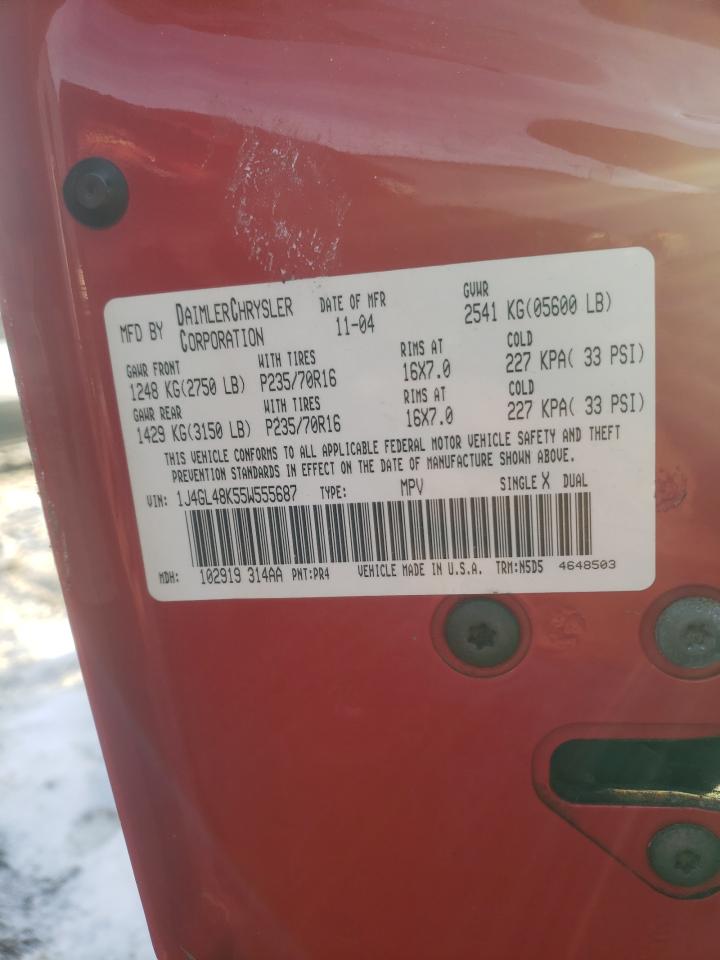 MFD BY DAIMLERCHRYSLER CORPORATION DATE OF MFR 11-04 GVWR 2541 KG(05600 LB)
GAWR FRONT WITH TIRES RIMS AT COLD
1248 KG(2750 LB) P235/70R16 16X7.0 227 KPA( 33 PSI)
GAWR REAR WITH TIRES RIMS AT COLD
1429 KG(3150 LB) P235/70R16 16X7.0 227 KPA( 33 PSI)
THIS VEHICLE CONFORMS TO ALL APPLICABLE FEDERAL MOTOR VEHICLE SAFETY AND THEFT
PREVENTION STANDARDS IN EFFECT ON THE DATE OF MANUFACTURE SHOWN ABOVE.
VIN: 1J4GL48K55W555687 TYPE: MPV SINGLE X DUAL
MDH: 102919 314AA PNT:PR4 VEHICLE MADE IN U.S.A. TRM:N5D5 4648503